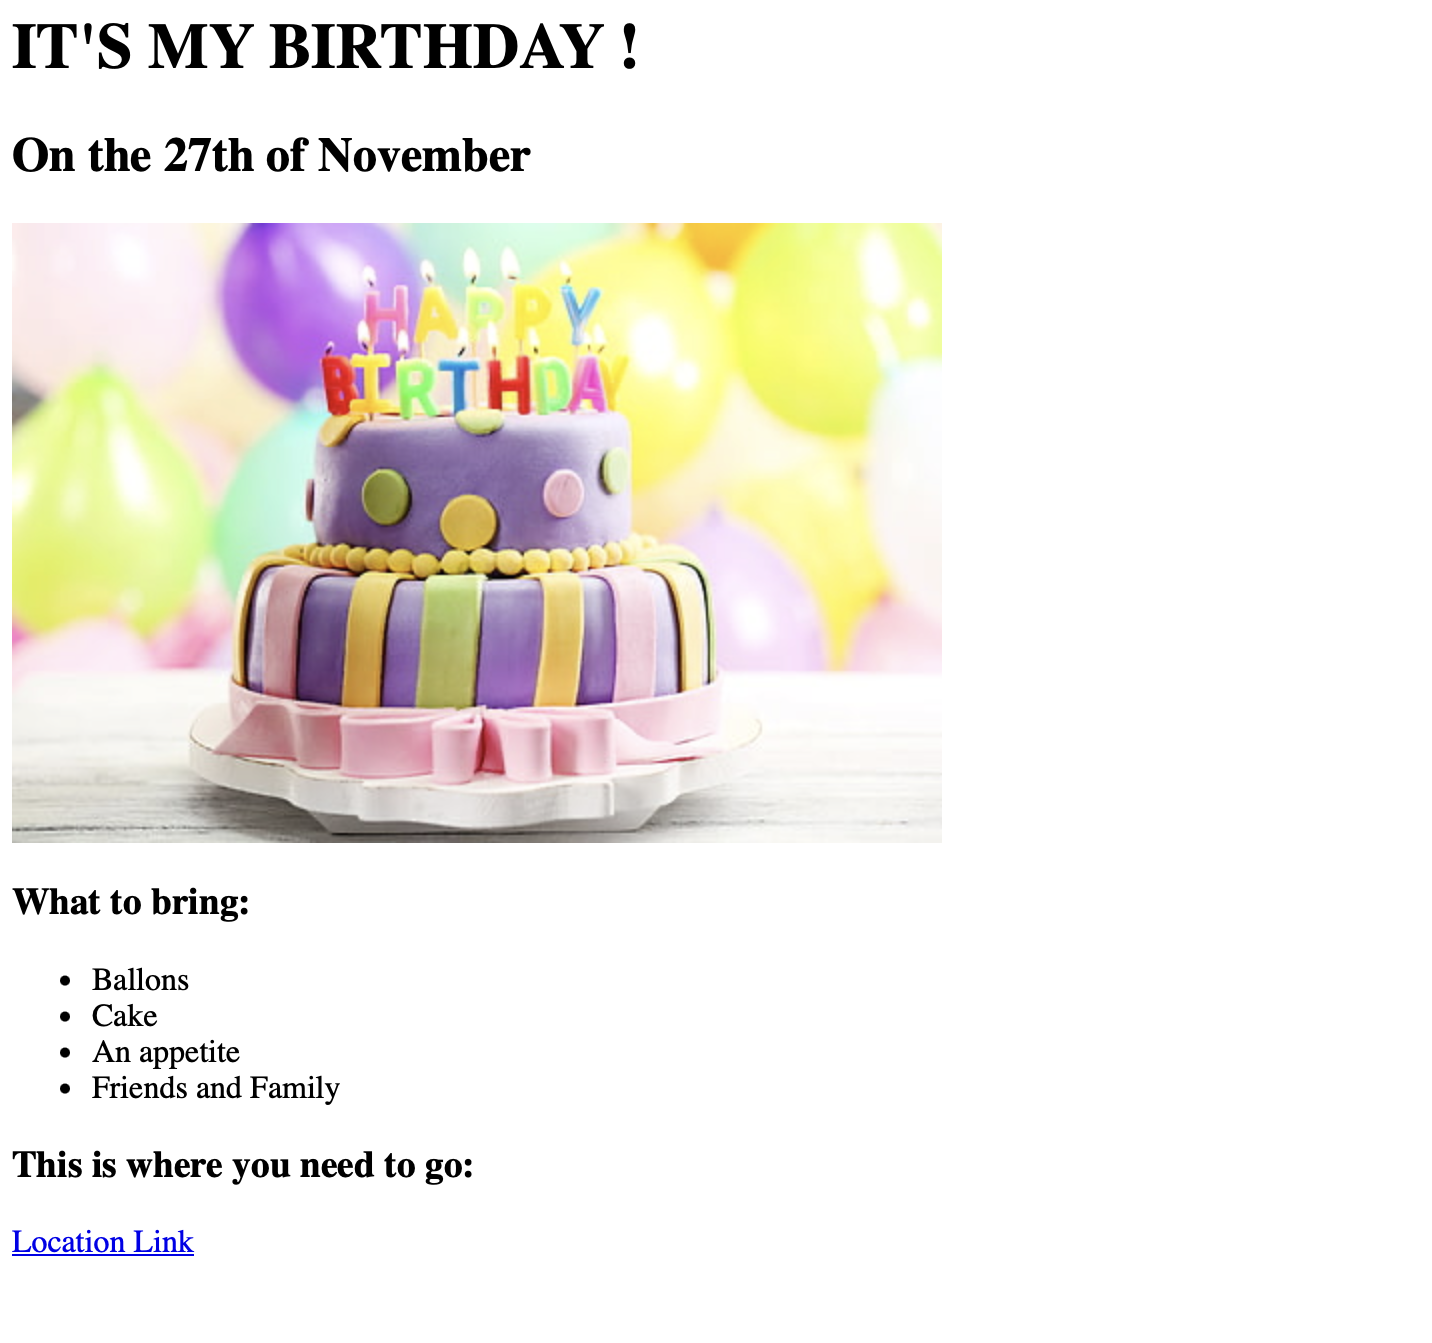 IT'S MY BIRTHDAY !
On the 27th of November
HAPPY
BIRTHDAY
What to bring:
Ballons
Cake
An appetite
Friends and Family
This is where you need to go:
Location Link